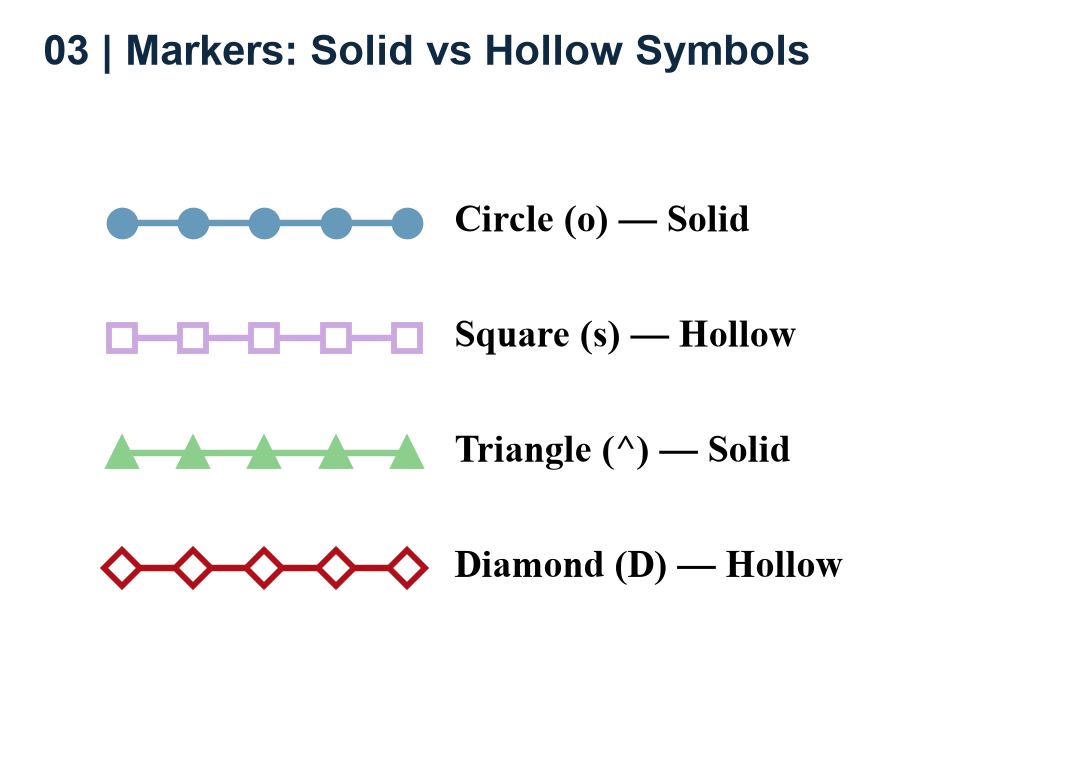 03 | Markers: Solid vs Hollow Symbols
Circle (o) — Solid
Square (s) — Hollow
Triangle (^) — Solid
Diamond (D) — Hollow